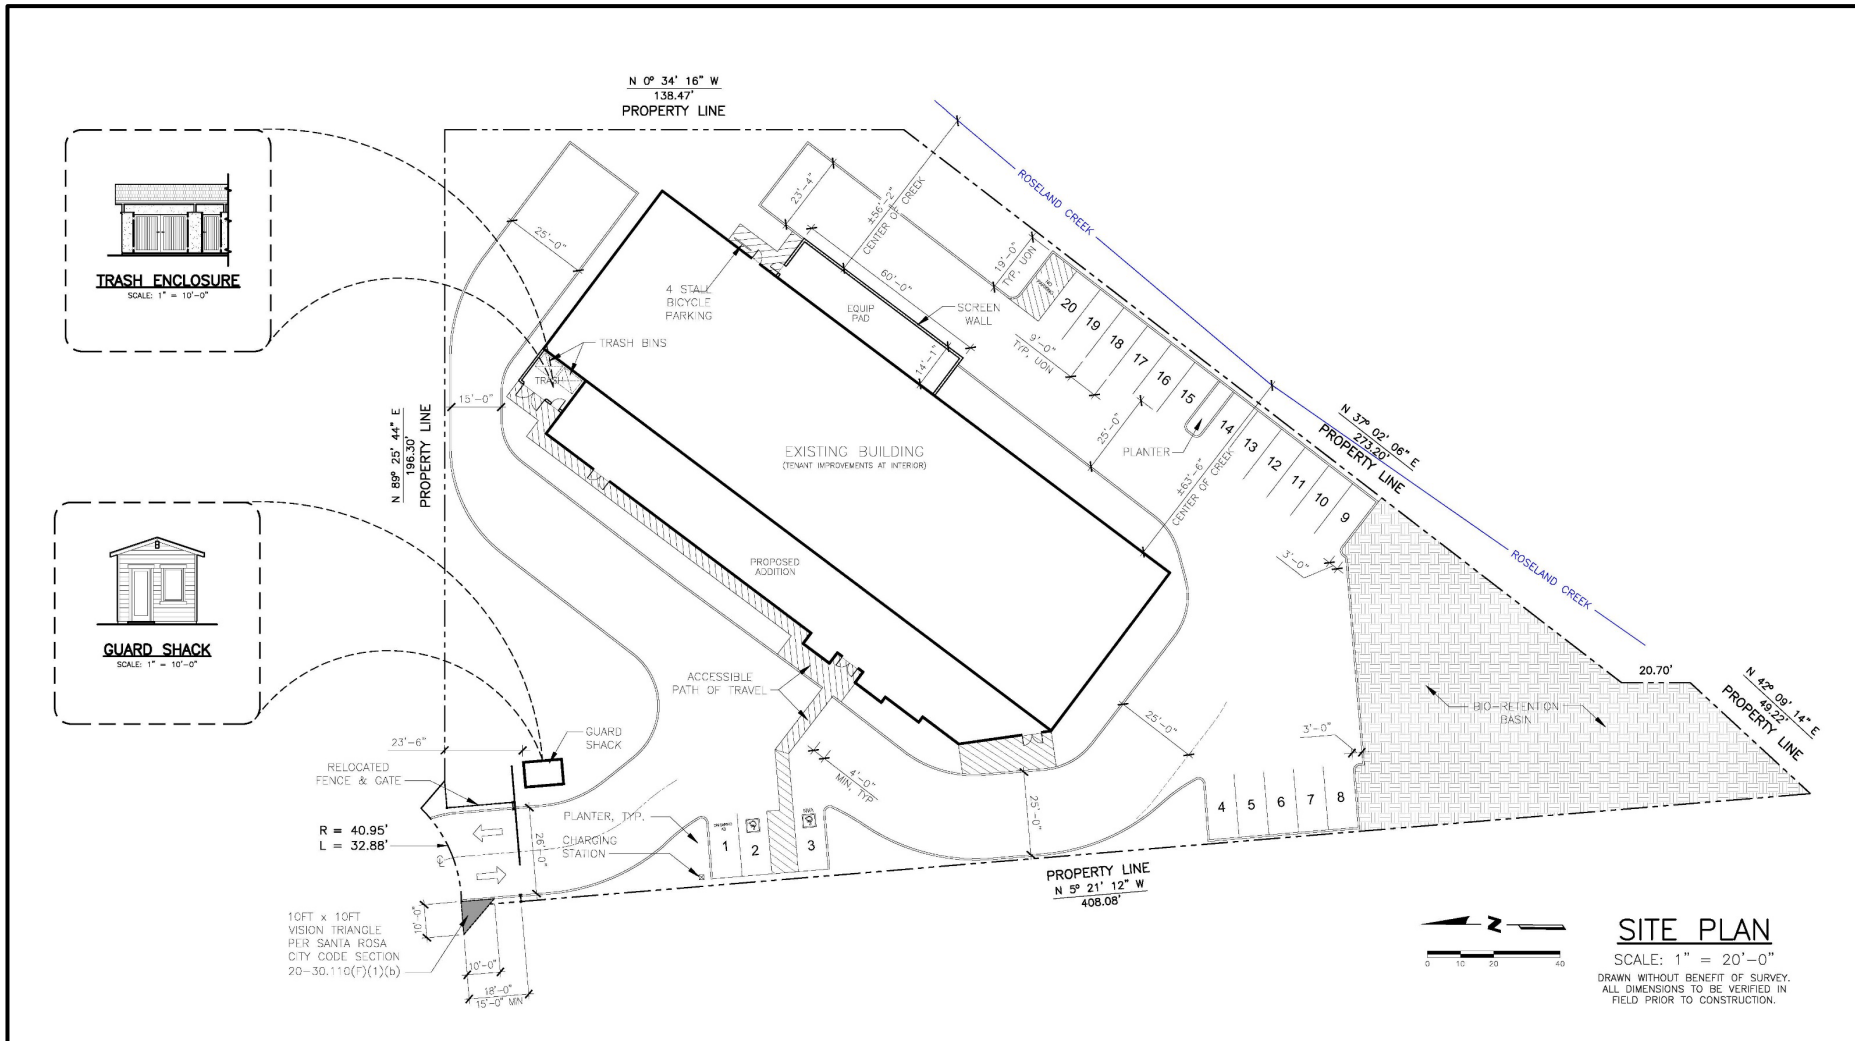 N 0° 34' 16" W
138.47'
PROPERTY LINE
TRASH ENCLOSURE
SCALE: 1" = 10'-0"
GUARD SHACK
SCALE: 1" = 10'-0"
N 89° 25' 44" E
196.30'
PROPERTY LINE
25'-0"
15'-0"
4 STALL
BICYCLE
PARKING
TRASH BINS
TRASH
23'-4"
±56'-2"
CENTER OF CREEK
60'-0"
EQUIP
PAD
SCREEN
WALL
14'-1"
ROSELAND CREEK
19'-0"
TYP, UON
NO
PARKING
20
19
18
17
16
15
14
13
12
11
10
9
9'-0"
TYP, UON
25'-0"
PLANTER
±63'-6"
CENTER OF CREEK
N 37° 02' 06" E
273.20'
PROPERTY LINE
ROSELAND CREEK
3'-0"
EXISTING BUILDING
(TENANT IMPROVEMENTS AT INTERIOR)
PROPOSED
ADDITION
ACCESSIBLE
PATH OF TRAVEL
20.70'
N 42° 09' 14" E
49.22'
PROPERTY LINE
BIO-RETENTION
BASIN
3'-0"
25'-0"
23'-6"
GUARD
SHACK
RELOCATED
FENCE & GATE
4'-0"
MIN, TYP
25'-0"
4
5
6
7
8
R = 40.95'
L = 32.88'
26'-0"
PLANTER, TYP.
CHARGING
STATION
1
2
3
PROPERTY LINE
N 5° 21' 12" W
408.08'
10FT x 10FT
VISION TRIANGLE
PER SANTA ROSA
CITY CODE SECTION
20-30.110(F)(1)(b)
10'-0"
10'-0"
18'-0"
15'-0" MIN
Z
0 10 20 40
SITE PLAN
SCALE: 1" = 20'-0"
DRAWN WITHOUT BENEFIT OF SURVEY.
ALL DIMENSIONS TO BE VERIFIED IN
FIELD PRIOR TO CONSTRUCTION.